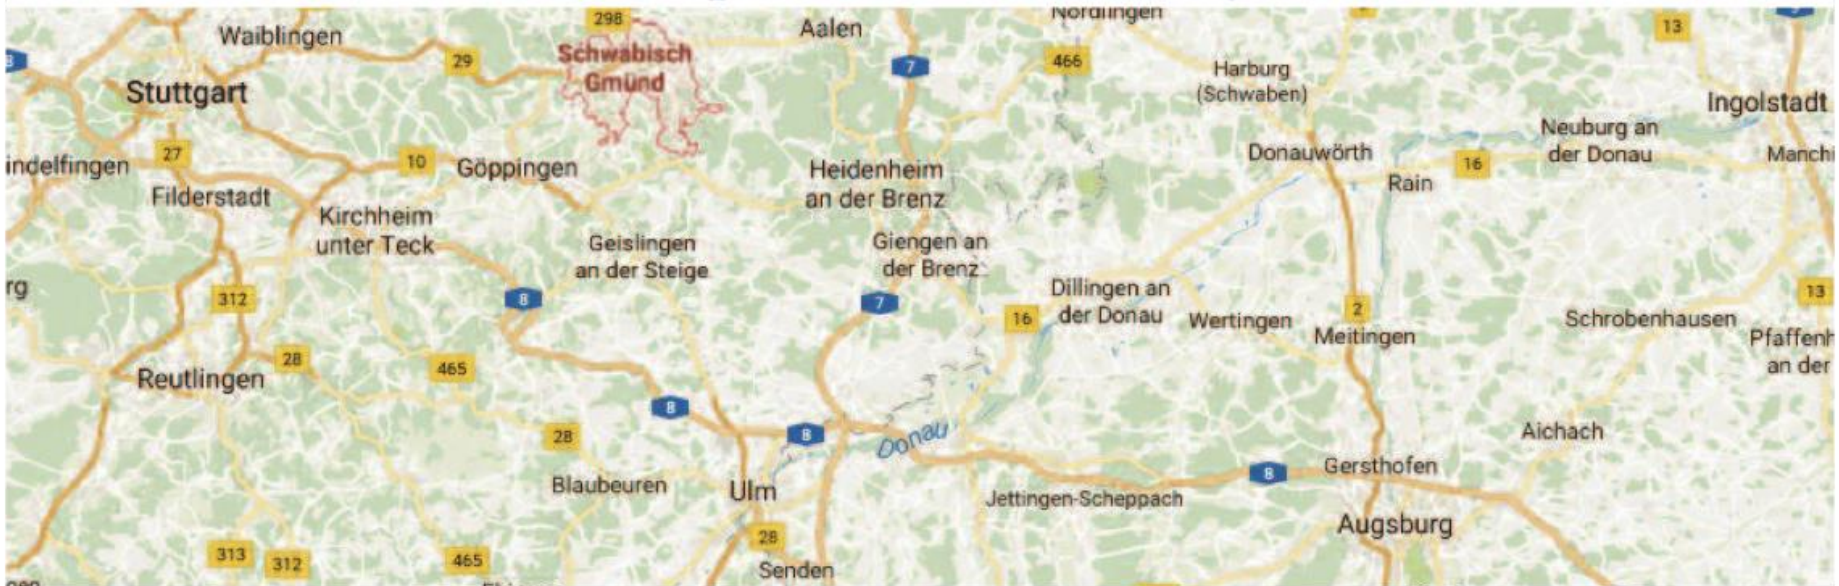 298
Nördlingen
13
Waiblingen
Aalen
29
Schwäbisch
Gmünd
7
466
Harburg
(Schwaben)
Stuttgart
Ingolstadt
27
10
Göppingen
indelfingen
Filderstadt
Heidenheim
an der Brenz
Donauwörth
16
Neuburg an
der Donau
Rain
Manchi
Kirchheim
unter Teck
Geislingen
an der Steige
Giengen an
der Brenz
rg
312
8
7
16
Dillingen an
der Donau
Wertingen
2
Meitingen
Schrobenhausen
13
Pfaffenh
an der
Reutlingen
28
465
8
28
8
Donau
Aichach
Blaubeuren
Ulm
Jettingen-Scheppach
8
Gersthofen
Augsburg
313
312
465
28
Senden